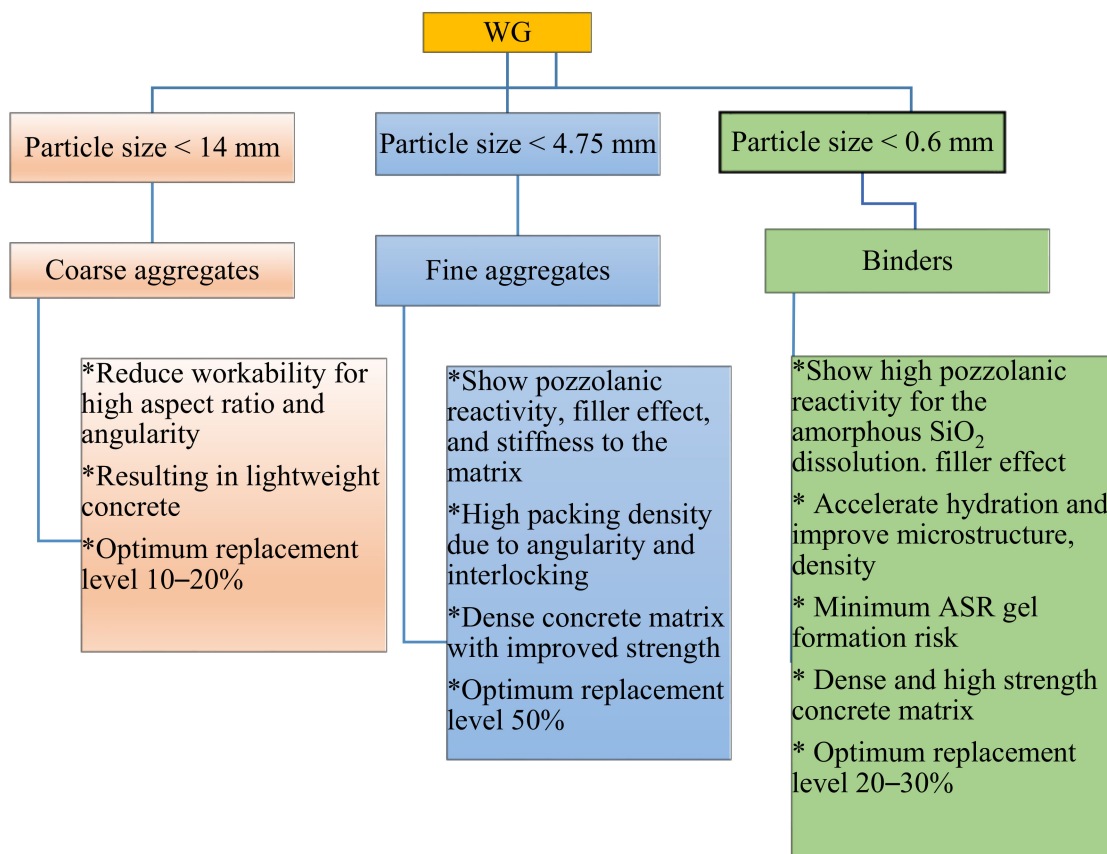 WG
Particle size < 14 mm
Particle size < 4.75 mm
Particle size < 0.6 mm
Coarse aggregates
Fine aggregates
Binders
*Reduce workability for
high aspect ratio and
angularity
*Resulting in lightweight
concrete
*Optimum replacement
level 10–20%
*Show pozzolanic
reactivity, filler effect,
and stiffness to the
matrix
*High packing density
due to angularity and
interlocking
*Dense concrete matrix
with improved strength
*Optimum replacement
level 50%
*Show high pozzolanic
reactivity for the
amorphous SiO₂
dissolution. filler effect
* Accelerate hydration and
improve microstructure,
density
* Minimum ASR gel
formation risk
* Dense and high strength
concrete matrix
* Optimum replacement
level 20–30%